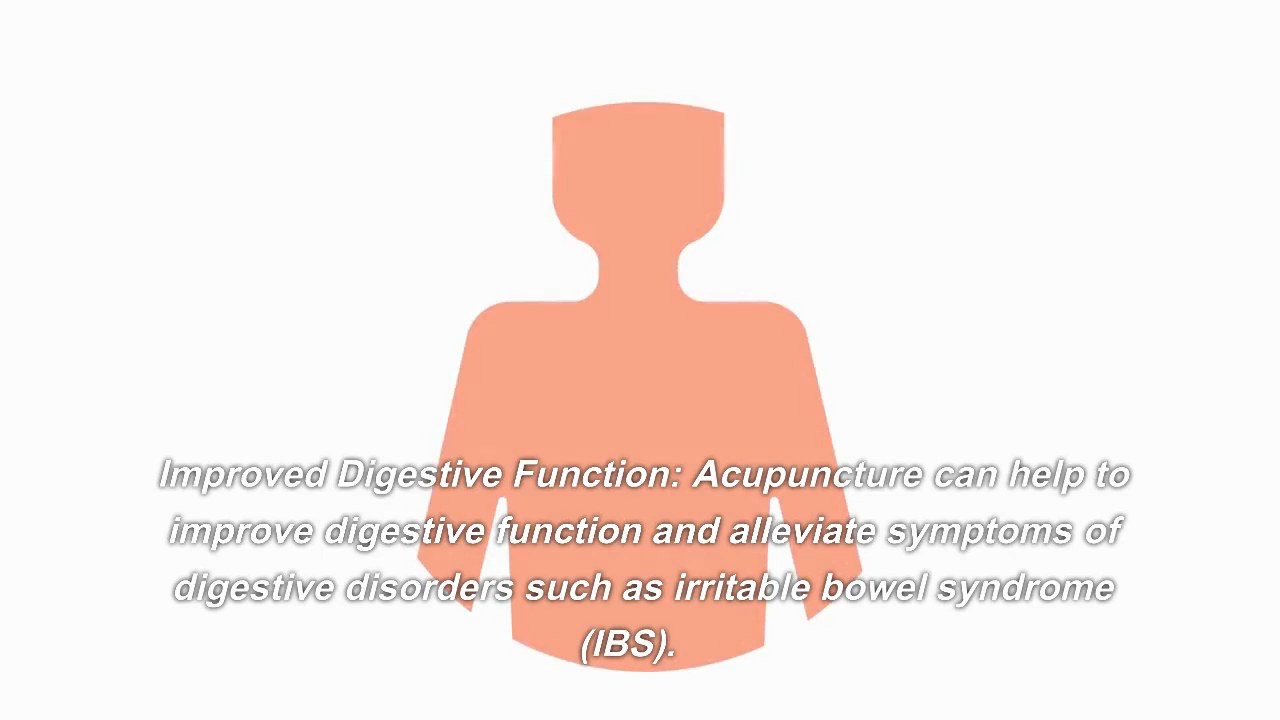 Improved Digestive Function: Acupuncture can help to
improve digestive function and alleviate symptoms of
digestive disorders such as irritable bowel syndrome
(IBS).